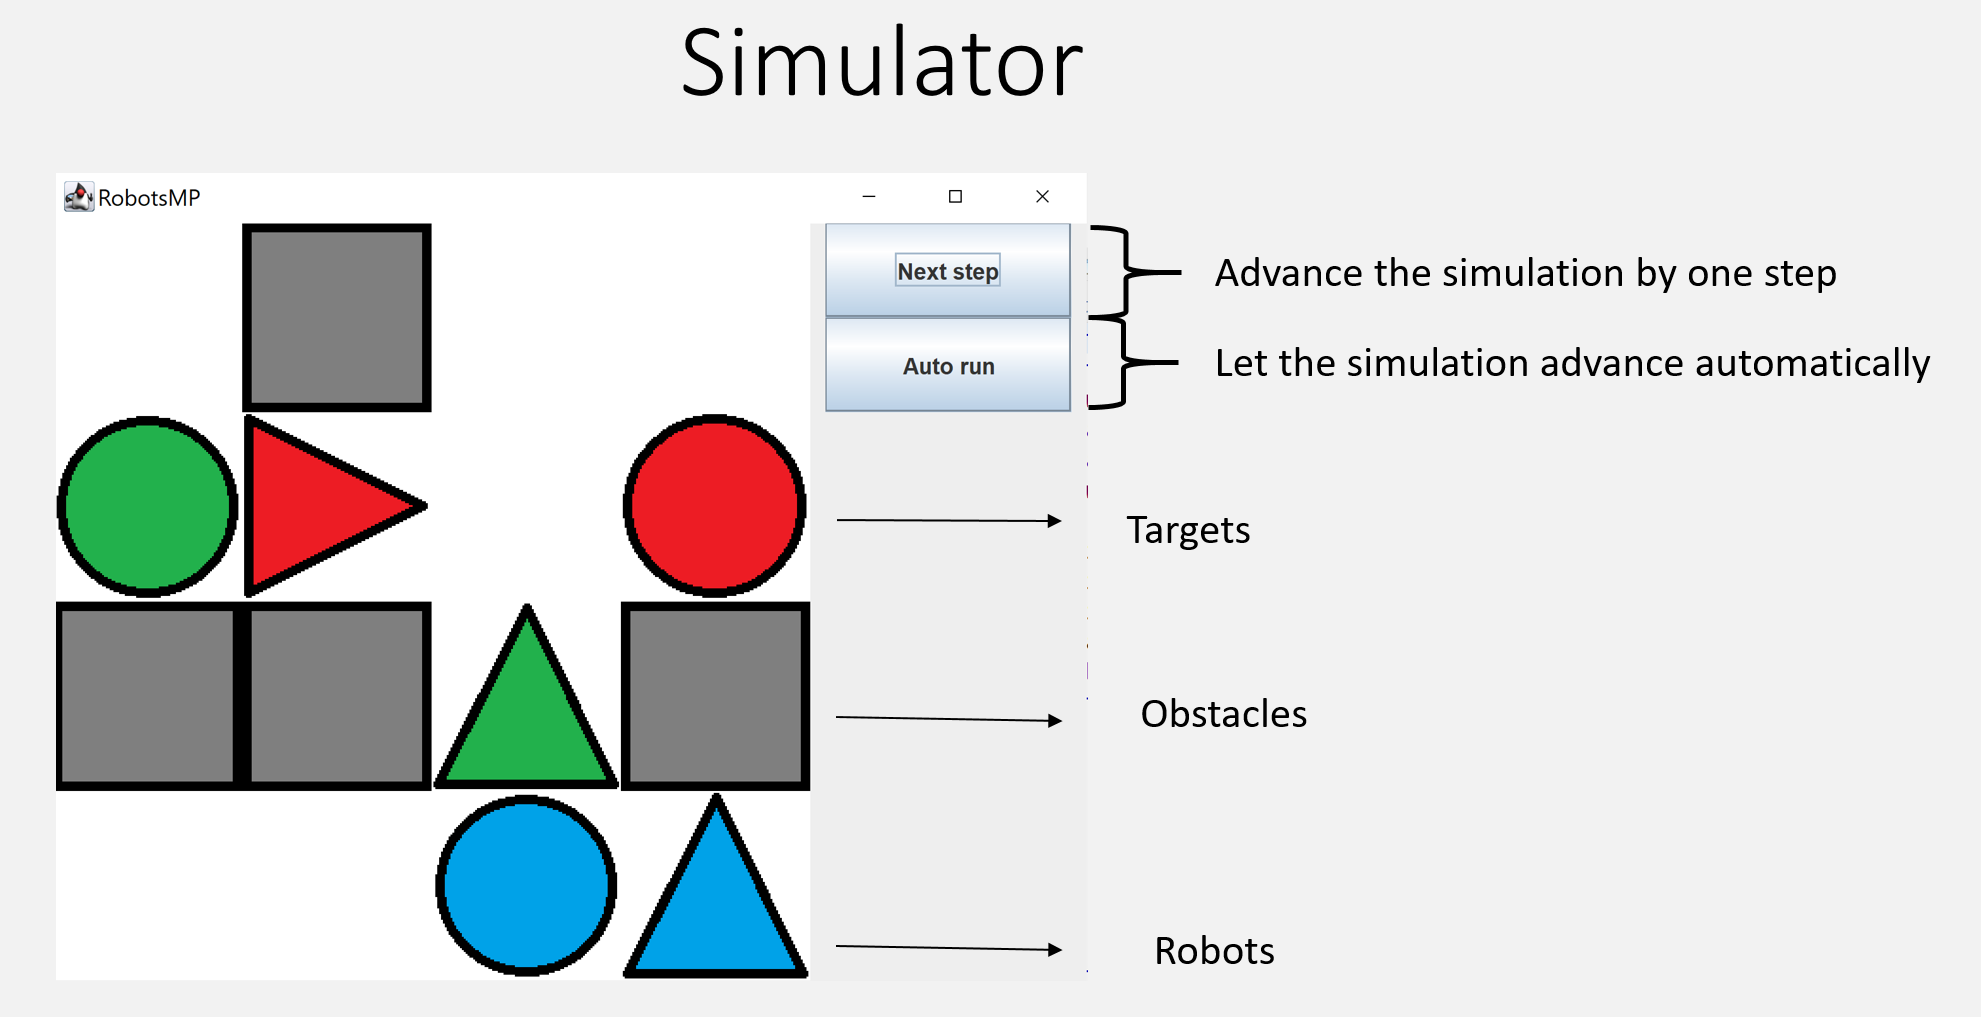 Simulator
RobotsMP
Next step
Advance the simulation by one step
Auto run
Let the simulation advance automatically
Targets
Obstacles
Robots